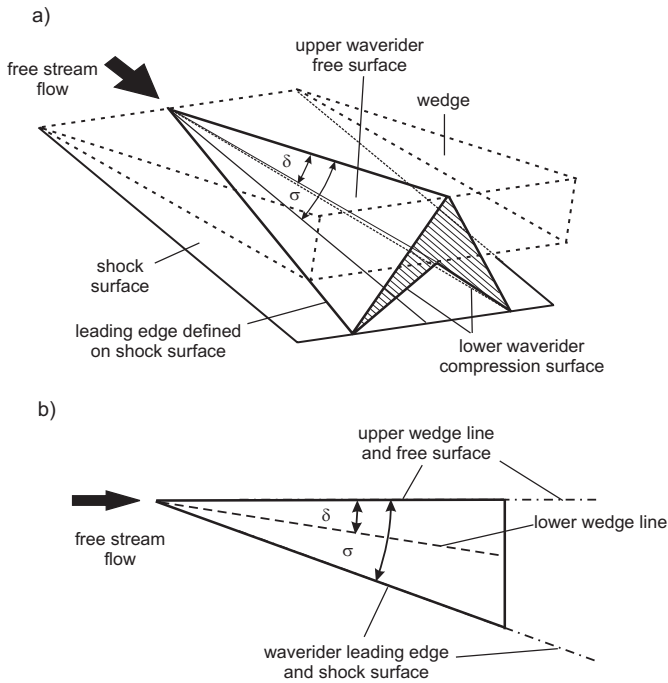 a)
upper waverider
free surface
free stream
flow
wedge
δ
σ
shock
surface
leading edge defined
on shock surface
lower waverider
compression surface
b)
upper wedge line
and free surface
δ
lower wedge line
free stream
flow
σ
waverider leading edge
and shock surface